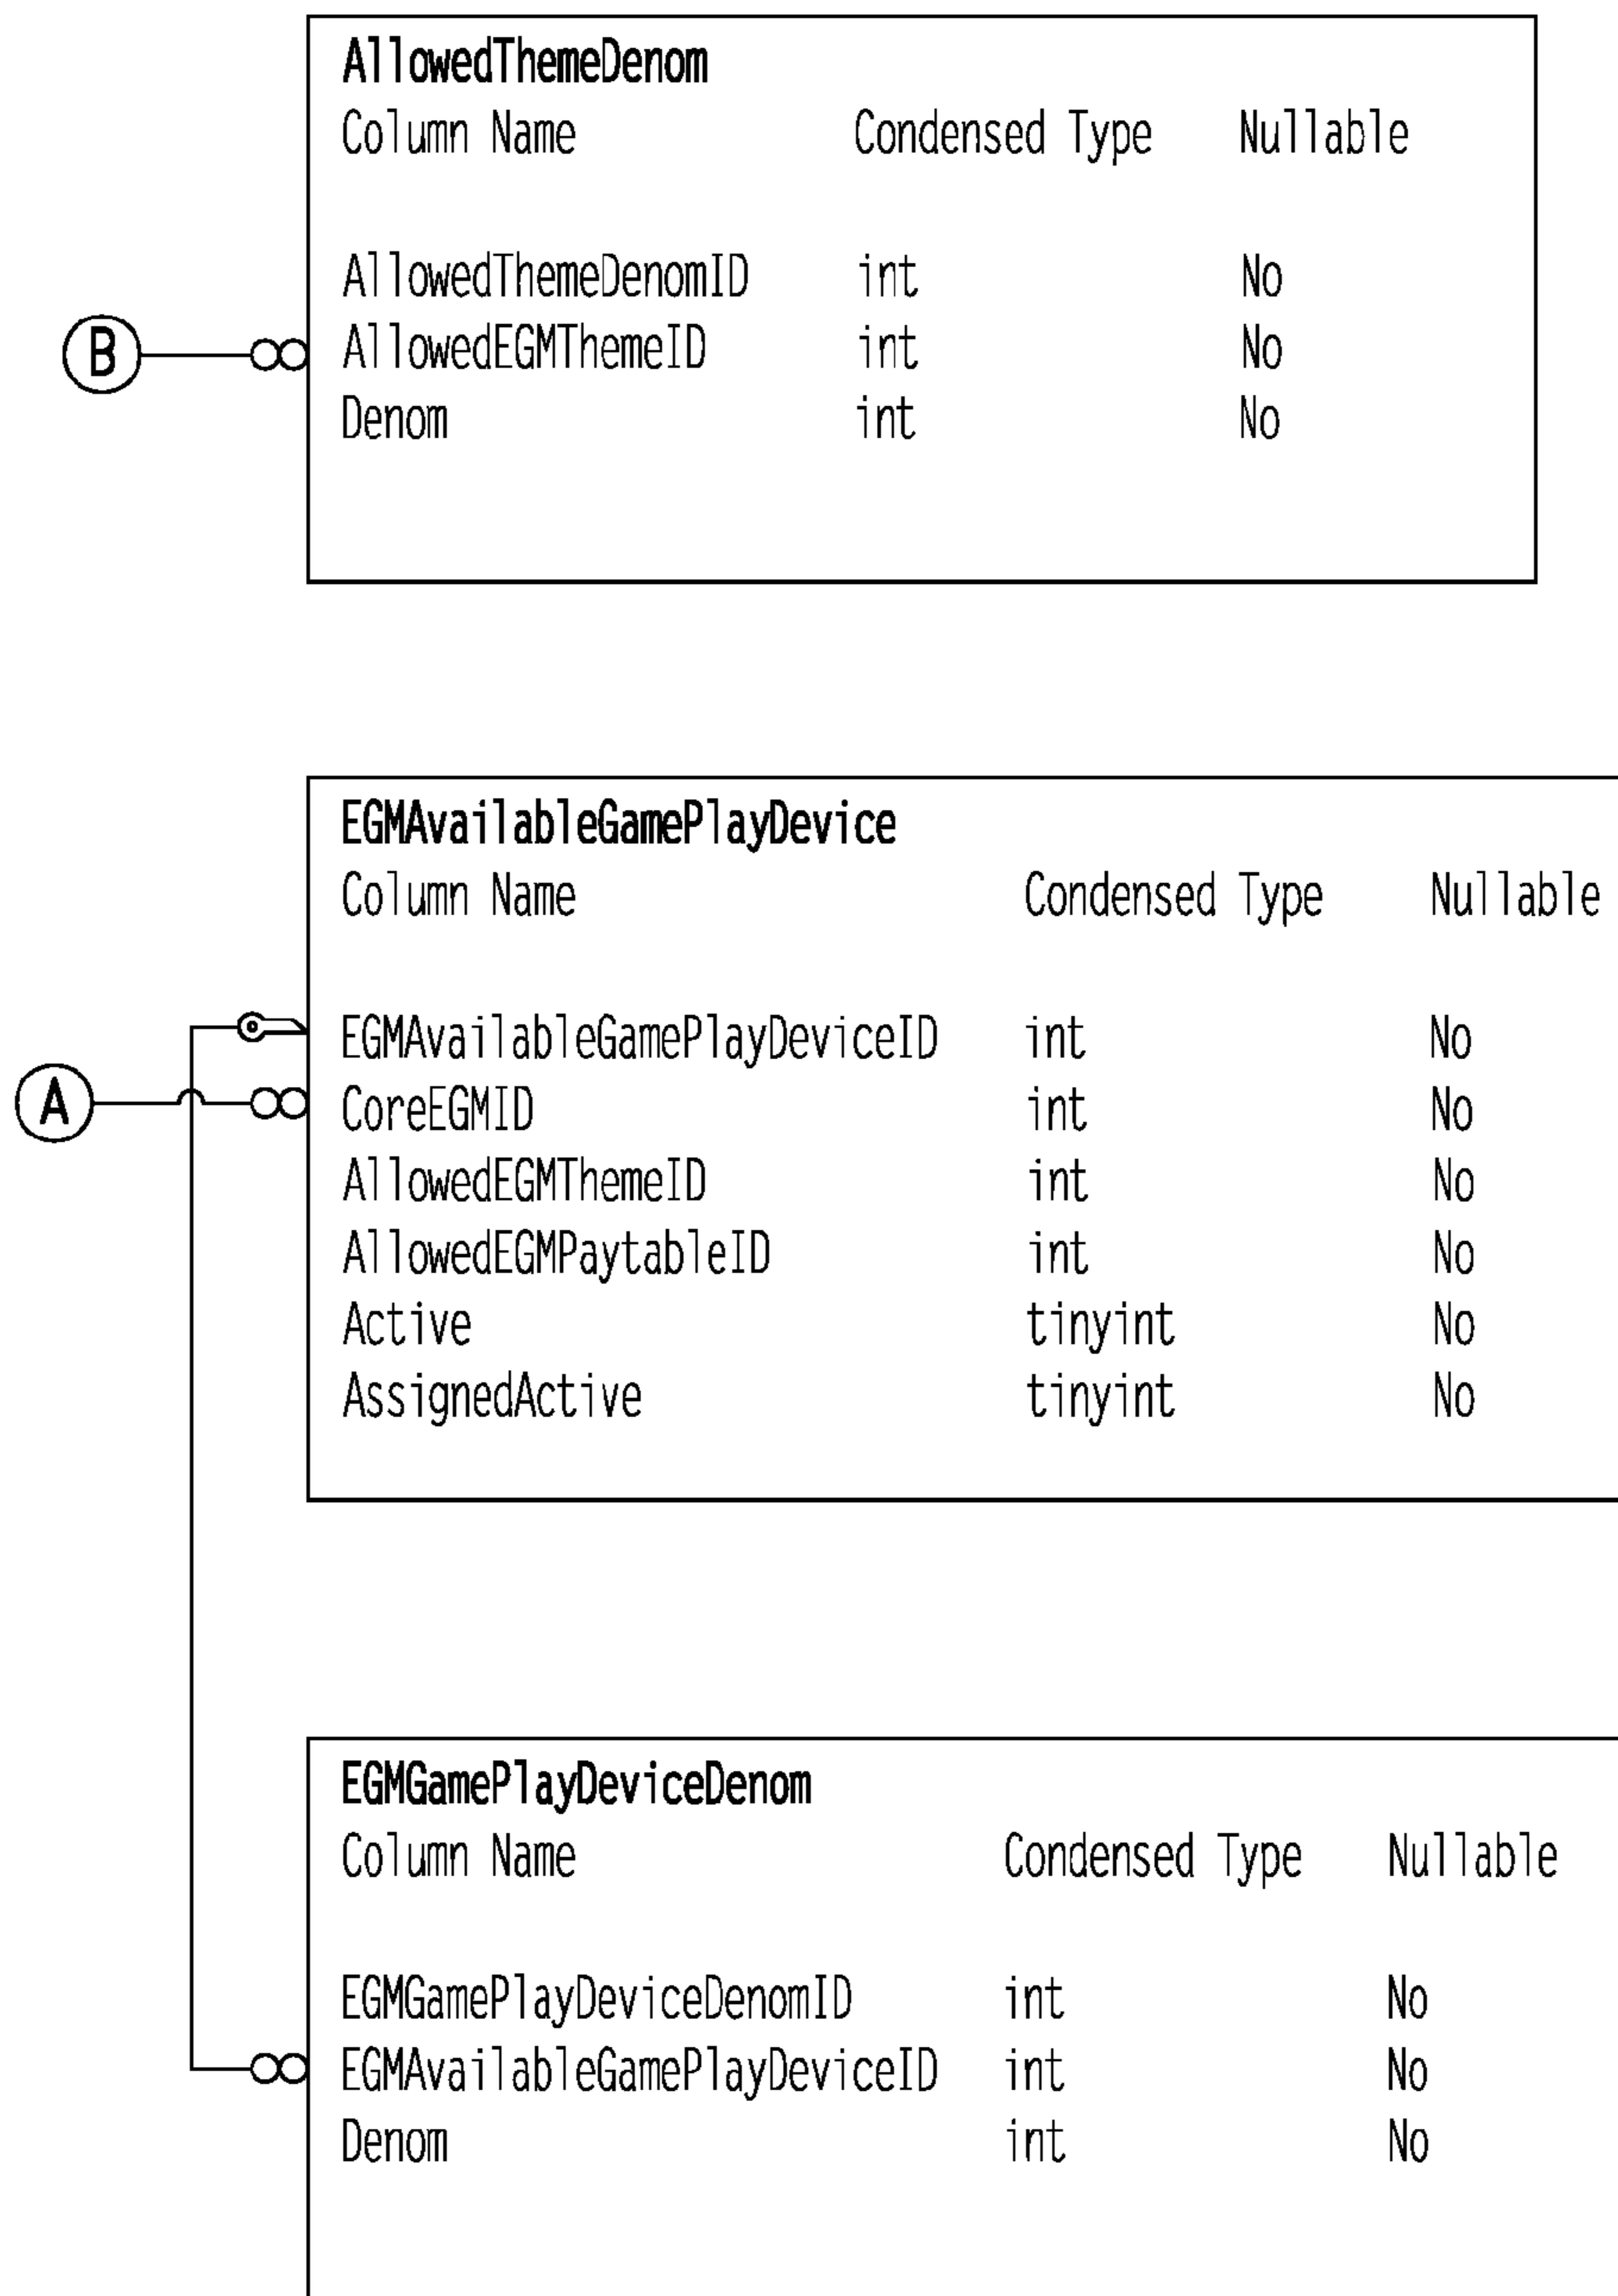 AllowedThemeDenom
Column Name Condensed Type Nullable
AllowedThemeDenomID int No
B AllowedEGMThemeID int No
Denom int No
EGMAvailableGamePlayDevice
Column Name Condensed Type Nullable
EGMAvailableGamePlayDeviceID int No
A CoreEGMID int No
AllowedEGMThemeID int No
AllowedEGMPaytableID int No
Active tinyint No
AssignedActive tinyint No
EGMGamePlayDeviceDenom
Column Name Condensed Type Nullable
EGMGamePlayDeviceDenomID int No
EGMAvailableGamePlayDeviceID int No
Denom int No